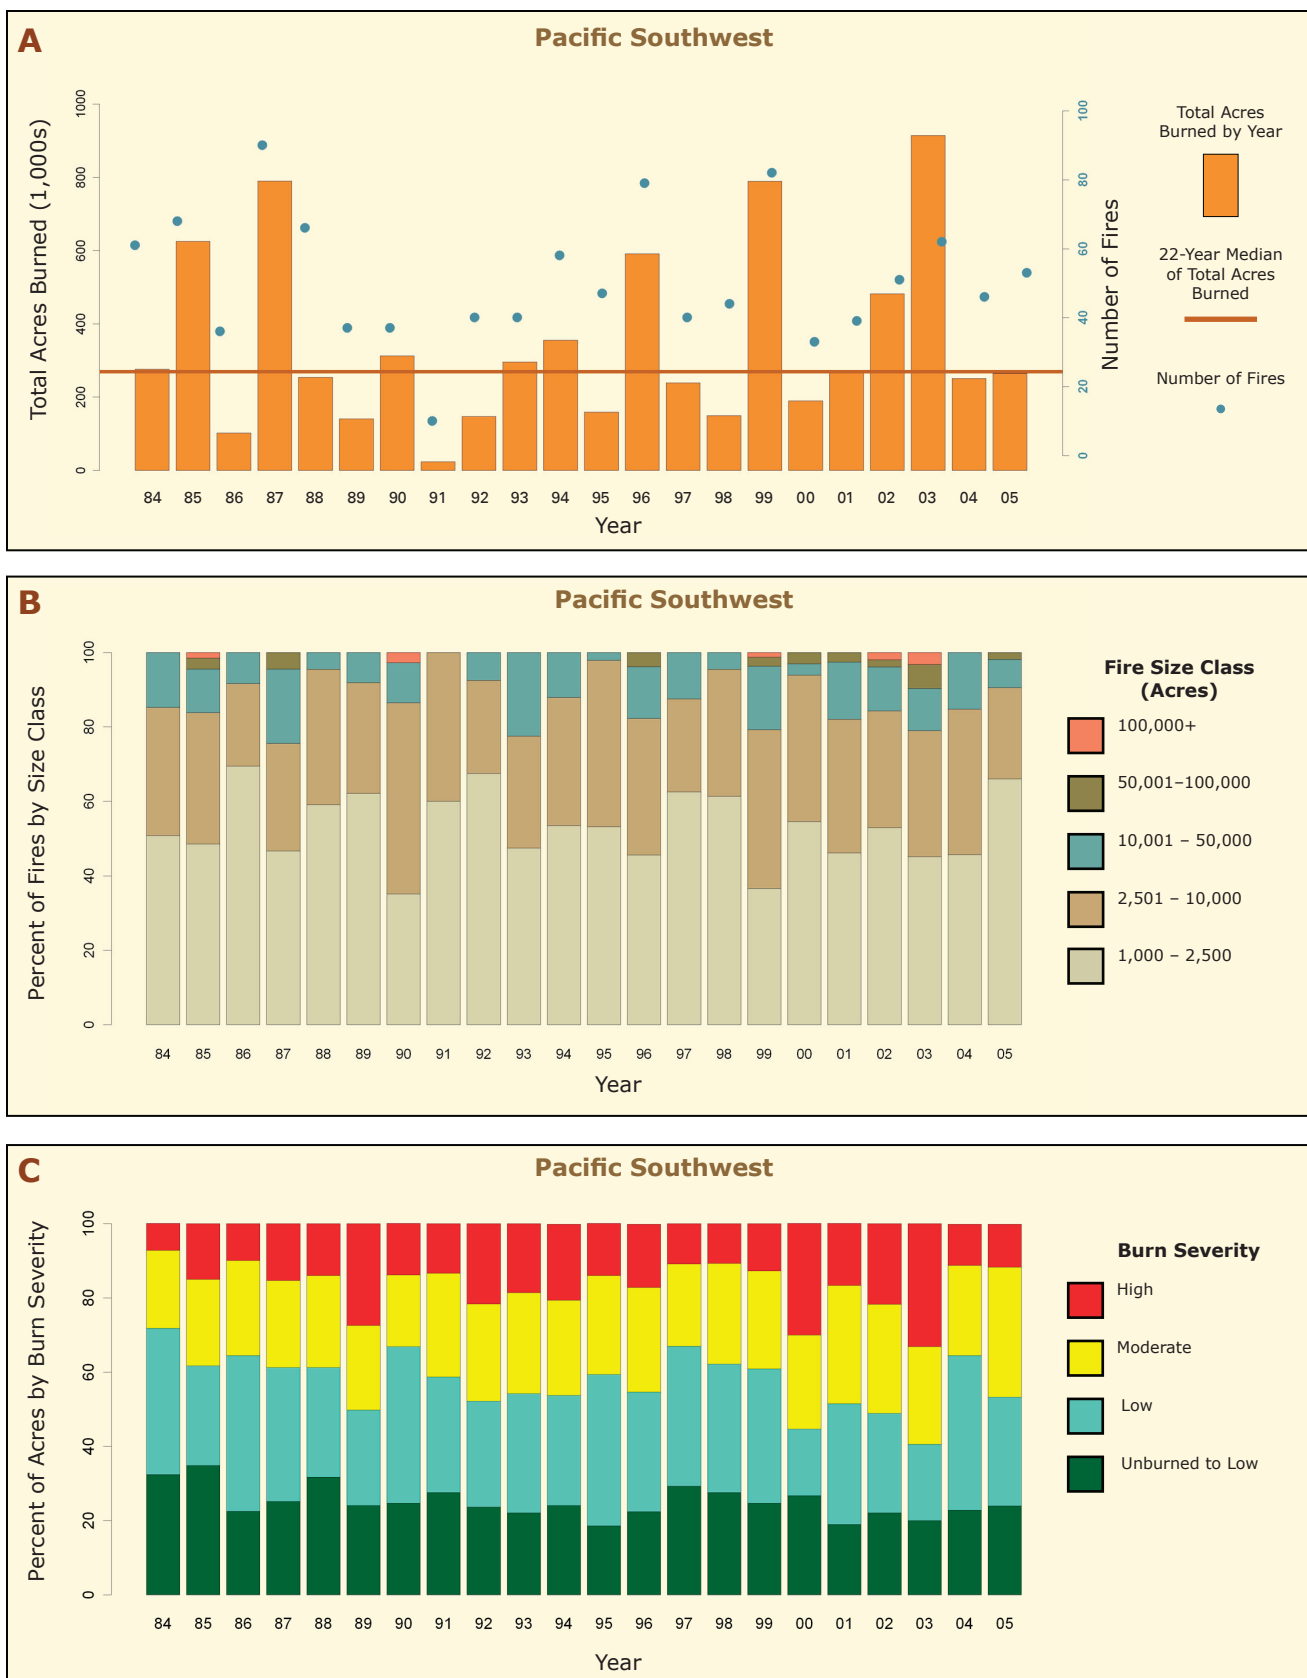 A
Pacific Southwest
Total Acres Burned (1,000s)
0
200
400
600
800
1000
84 85 86 87 88 89 90 91 92 93 94 95 96 97 98 99 00 01 02 03 04 05
Year
0
20
40
60
80
100
Number of Fires
Total Acres
Burned by Year
22-Year Median
of Total Acres
Burned
Number of Fires
B
Pacific Southwest
Percent of Fires by Size Class
0
20
40
60
80
100
84 85 86 87 88 89 90 91 92 93 94 95 96 97 98 99 00 01 02 03 04 05
Year
Fire Size Class
(Acres)
100,000+
50,001–100,000
10,001 – 50,000
2,501 – 10,000
1,000 – 2,500
C
Pacific Southwest
Percent of Acres by Burn Severity
0
20
40
60
80
100
84 85 86 87 88 89 90 91 92 93 94 95 96 97 98 99 00 01 02 03 04 05
Year
Burn Severity
High
Moderate
Low
Unburned to Low